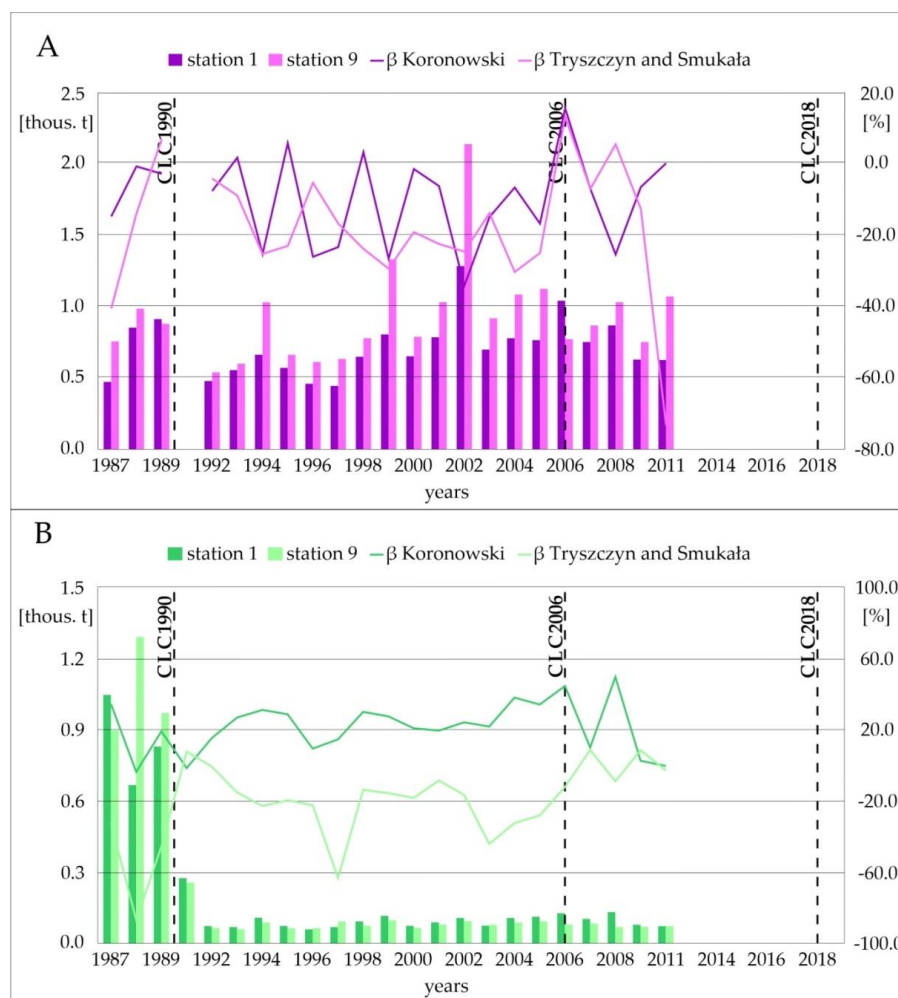 A
station 1 station 9 β Koronowski β Tryszczyn and Smukała
2.5 20.0
[thous. t] [%]
CLC1990 CLC2006 CLC2018
2.0 0.0
1.5 -20.0
1.0 -40.0
0.5 -60.0
0.0 -80.0
1987 1989 1992 1994 1996 1998 2000 2002 2004 2006 2008 2011 2014 2016 2018
years
B
station 1 station 9 β Koronowski β Tryszczyn and Smukała
1.5 100.0
[thous. t] [%]
CLC1990 CLC2006 CLC2018
1.2 60.0
0.9 20.0
0.6 -20.0
0.3 -60.0
0.0 -100.0
1987 1989 1992 1994 1996 1998 2000 2002 2004 2006 2008 2011 2014 2016 2018
years